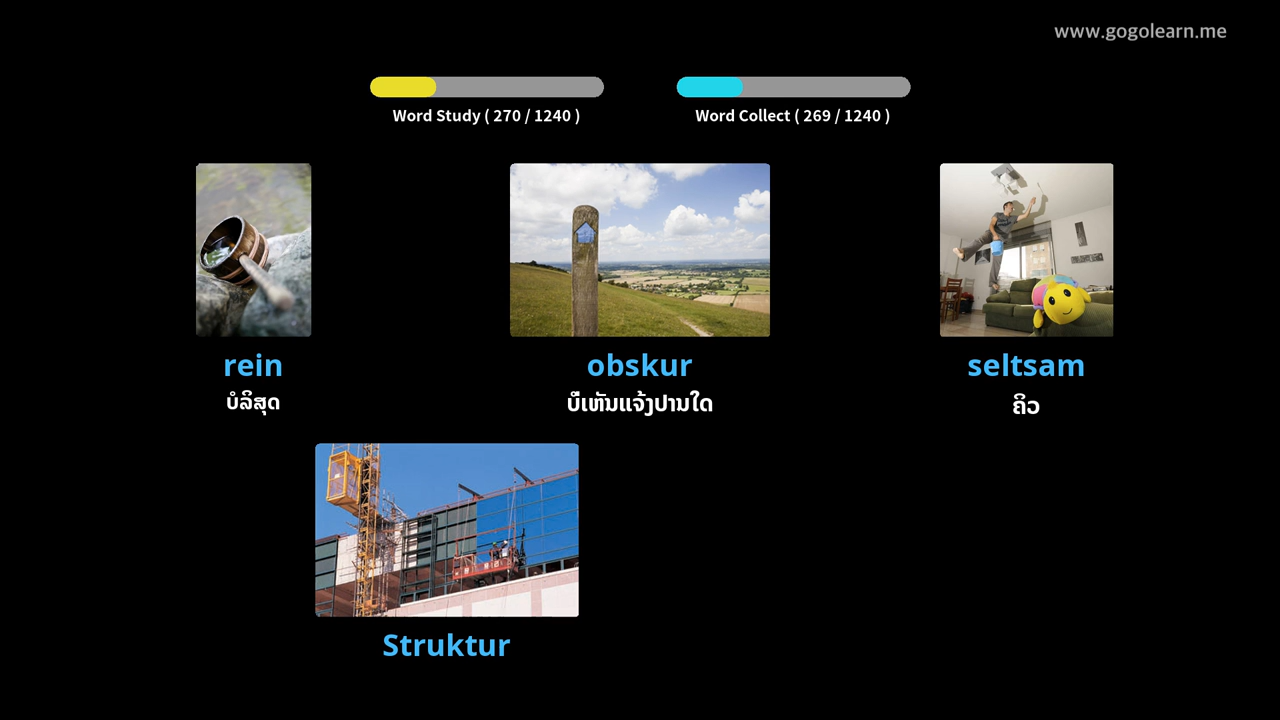 www.gogolearn.me
Word Study ( 270 / 1240 )
Word Collect ( 269 / 1240 )
rein
obskur
seltsam
ບໍລິສຸດ
ບໍ່ເຫັນແຈ້ງປານໃດ
ຄິວ
Struktur